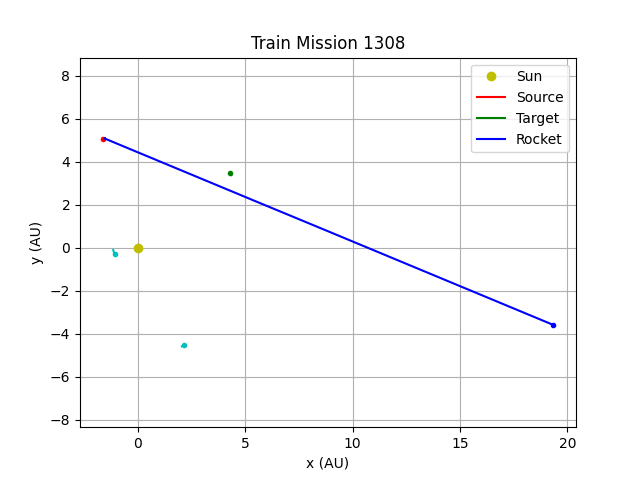 Train Mission 1308
Sun
Source
Target
Rocket
8
6
4
2
0
−2
−4
−6
−8
y (AU)
0
5
10
15
20
x (AU)